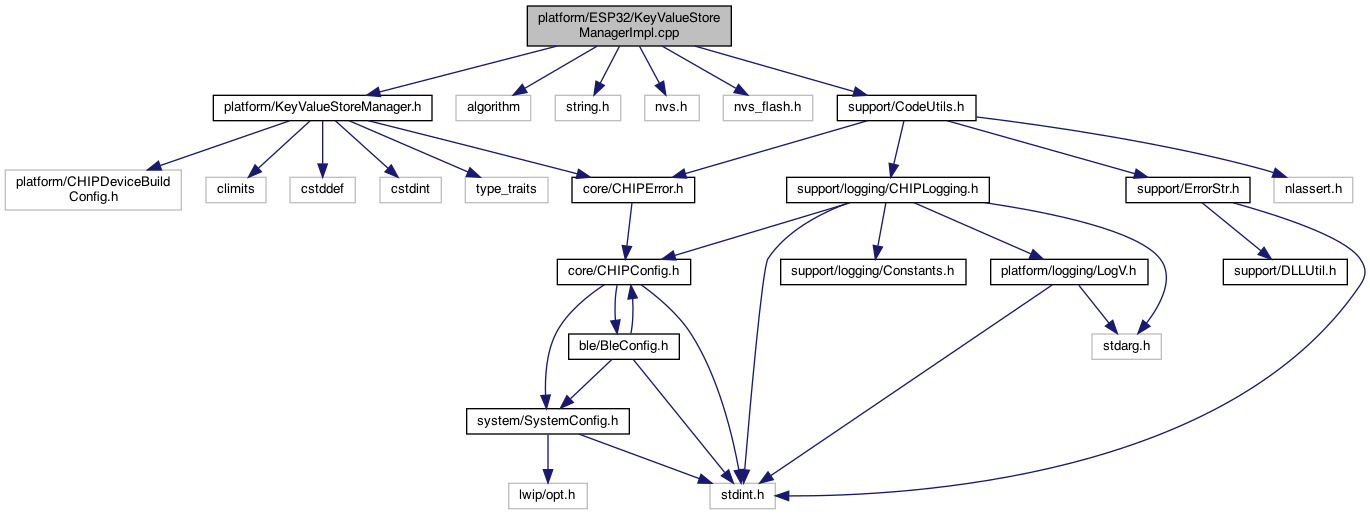 platform/ESP32/KeyValueStore
ManagerImpl.cpp
platform/KeyValueStoreManager.h
algorithm
string.h
nvs.h
nvs_flash.h
support/CodeUtils.h
platform/CHIPDeviceBuild
Config.h
climits
cstddef
cstdint
type_traits
core/CHIPError.h
support/logging/CHIPLogging.h
support/ErrorStr.h
nlassert.h
core/CHIPConfig.h
support/logging/Constants.h
platform/logging/LogV.h
support/DLLUtil.h
ble/BleConfig.h
stdarg.h
system/SystemConfig.h
lwip/opt.h
stdint.h